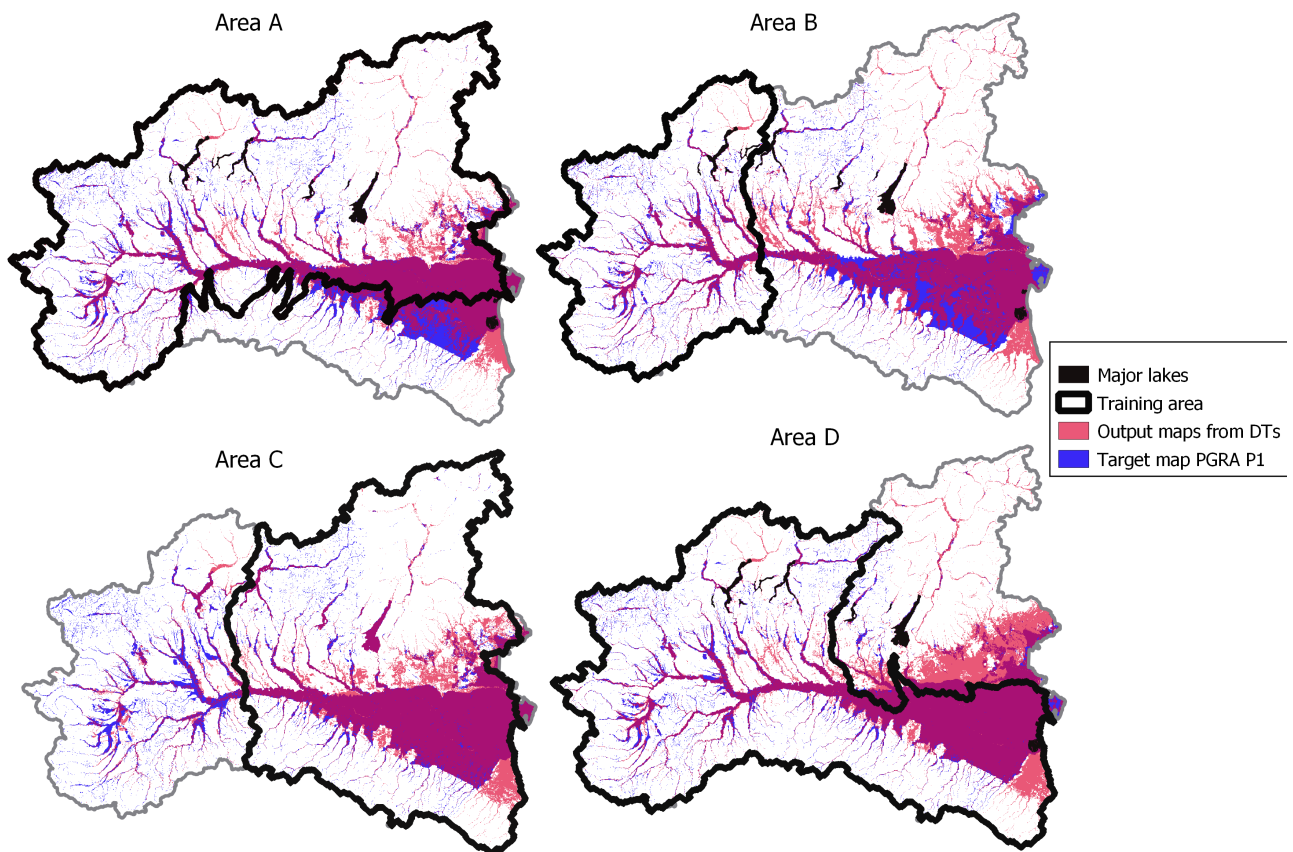 Area A
Area B
Major lakes
Training area
Output maps from DTs
Target map PGRA P1
Area C
Area D